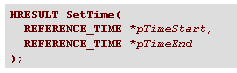 HRESULT SetTime(
REFERENCE_TIME *pTimeStart,
REFERENCE_TIME *pTimeEnd
);